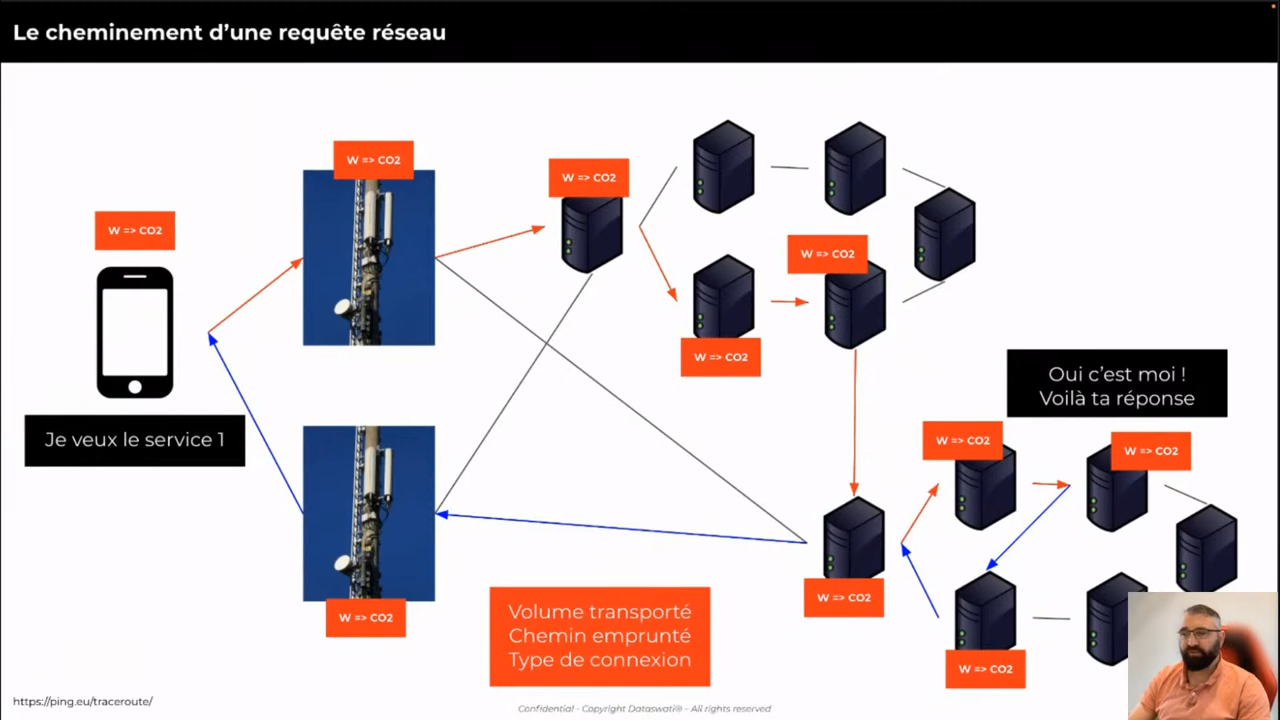 Le cheminement d'une requête réseau
W => CO2
W => CO2
W => CO2
W => CO2
W => CO2
W => CO2
Je veux le service 1
Oui c'est moi !
Voilà ta réponse
W => CO2
W => CO2
W => CO2
W => CO2
W => CO2
Volume transporté
Chemin emprunté
Type de connexion
https://ping.eu/traceroute/
Confidential - Copyright Dataswati® - All rights reserved